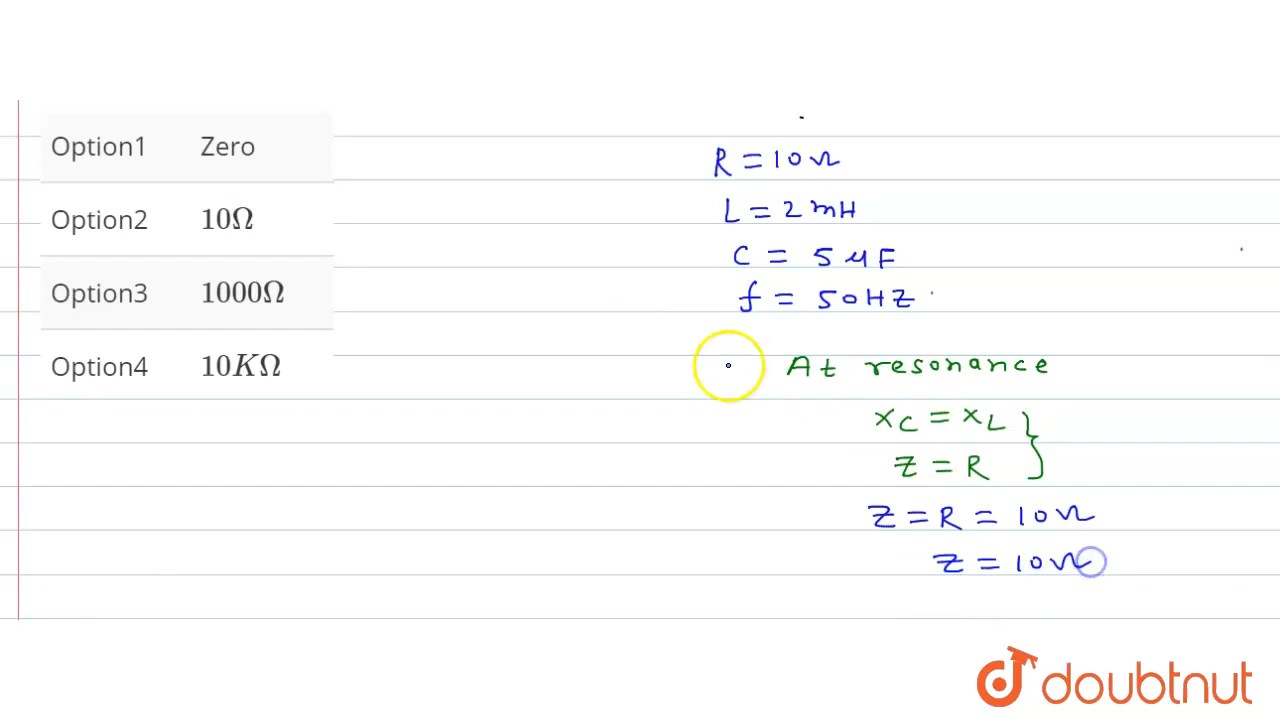 Option1 Zero
Option2 10Ω
Option3 1000Ω
Option4 10KΩ
R = 10Ω
L = 2mH
C = 5μF
f = 50HZ
At resonance
XC = XL
Z = R
Z = R = 10Ω
Z = 10Ω
doubtnut